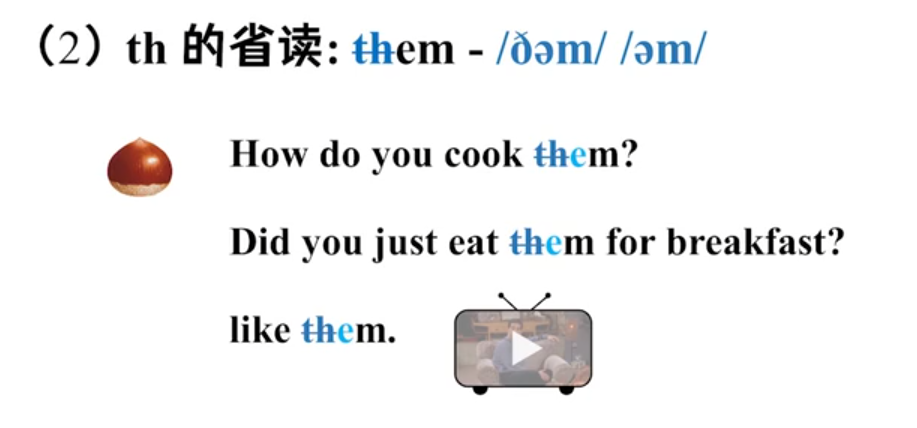 （2）th 的省读: them - /ðəm/ /əm/
How do you cook them?
Did you just eat them for breakfast?
like them.